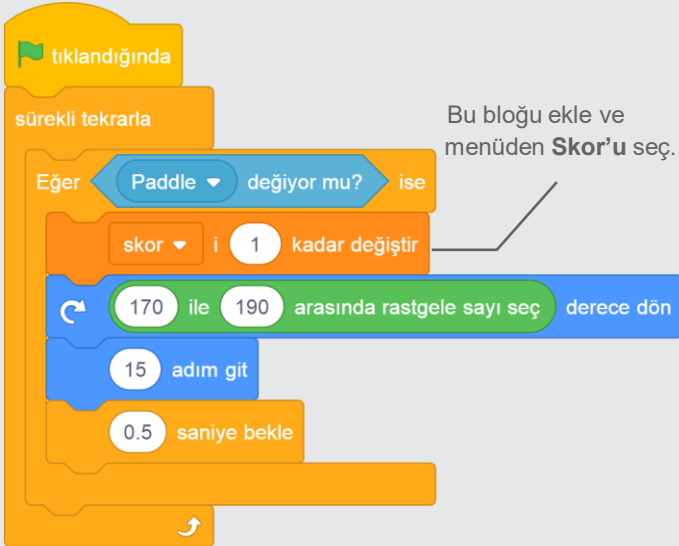 tıklandığında
sürekli tekrarla
Bu bloğu ekle ve
menüden Skor’u seç.
Eğer Paddle değiyor mu? ise
skor i 1 kadar değiştir
170 ile 190 arasında rastgele sayı seç derece dön
15 adım git
0.5 saniye bekle